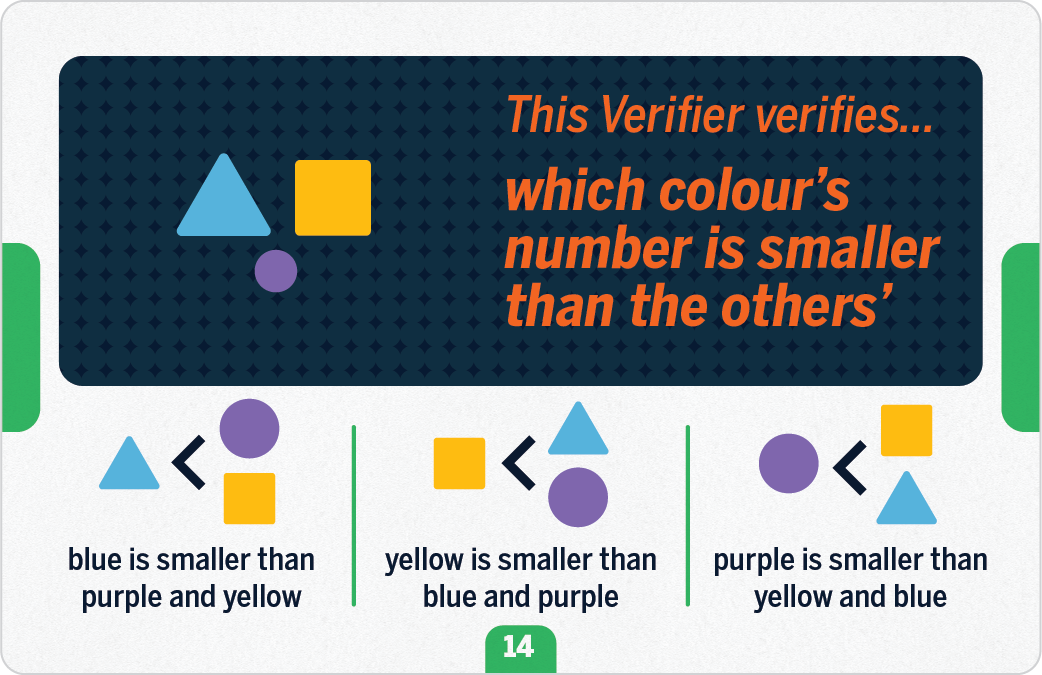 This Verifier verifies...
which colour’s
number is smaller
than the others’
blue is smaller than
purple and yellow
yellow is smaller than
blue and purple
purple is smaller than
yellow and blue
14